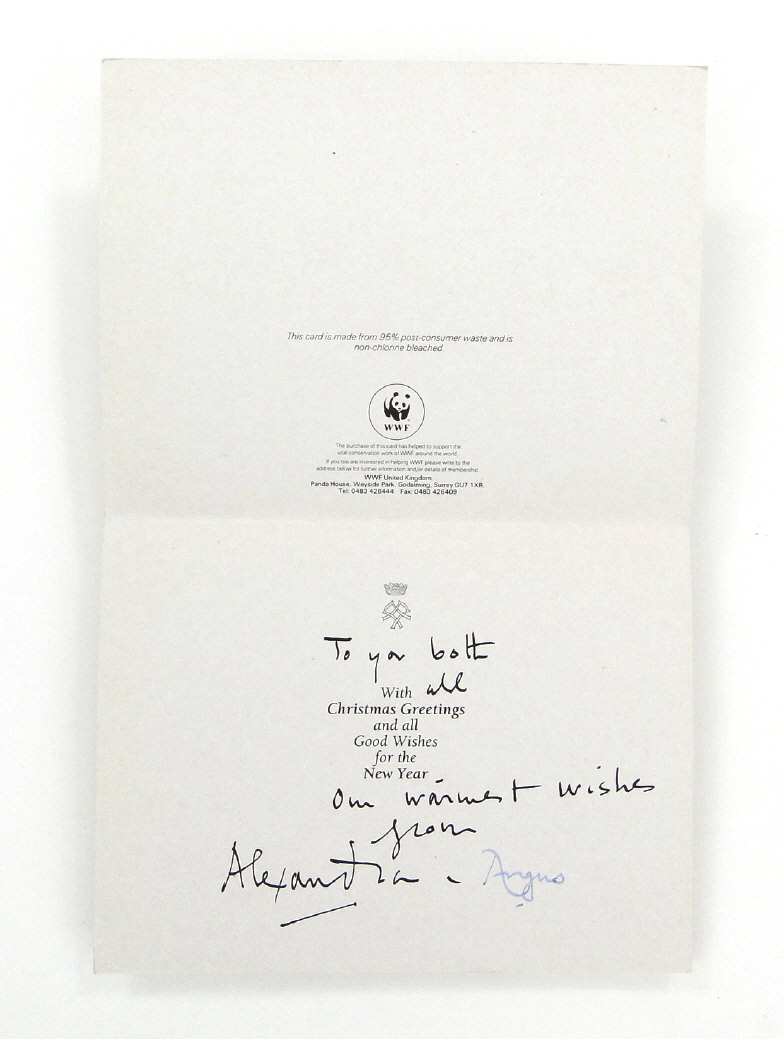 This card is made from 95% post-consumer waste and is
non-chlorine bleached.
WWF
The purchase of this card has helped to support the
vital conservation work of WWF around the world.
If you too are interested in helping WWF please write to the
address below for further information and/or details of membership
WWF United Kingdom
Panda House, Wayside Park, Godalming, Surrey GU7 1XR.
Tel: 0483 426444 Fax: 0483 426409
To you both
With all
Christmas Greetings
and all
Good Wishes
for the
New Year
Our warmest wishes
from
Alexandra - Angus